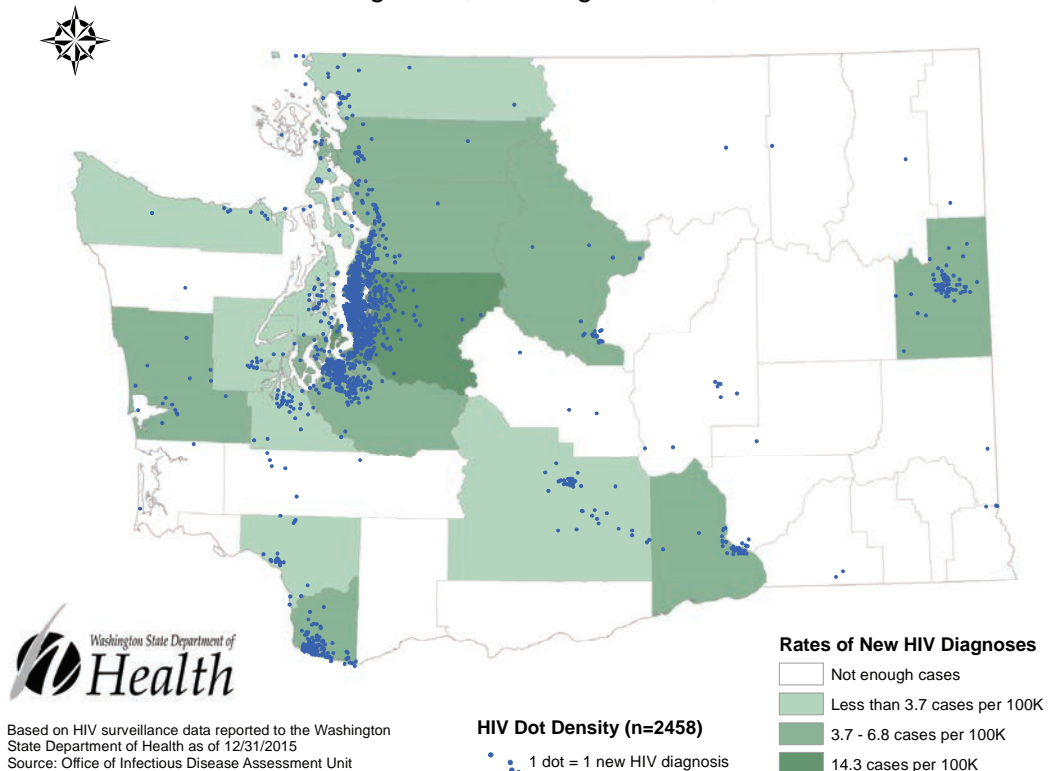 Washington State Department of
Health
Based on HIV surveillance data reported to the Washington
State Department of Health as of 12/31/2015
Source: Office of Infectious Disease Assessment Unit
HIV Dot Density (n=2458)
1 dot = 1 new HIV diagnosis
Rates of New HIV Diagnoses
Not enough cases
Less than 3.7 cases per 100K
3.7 - 6.8 cases per 100K
14.3 cases per 100K